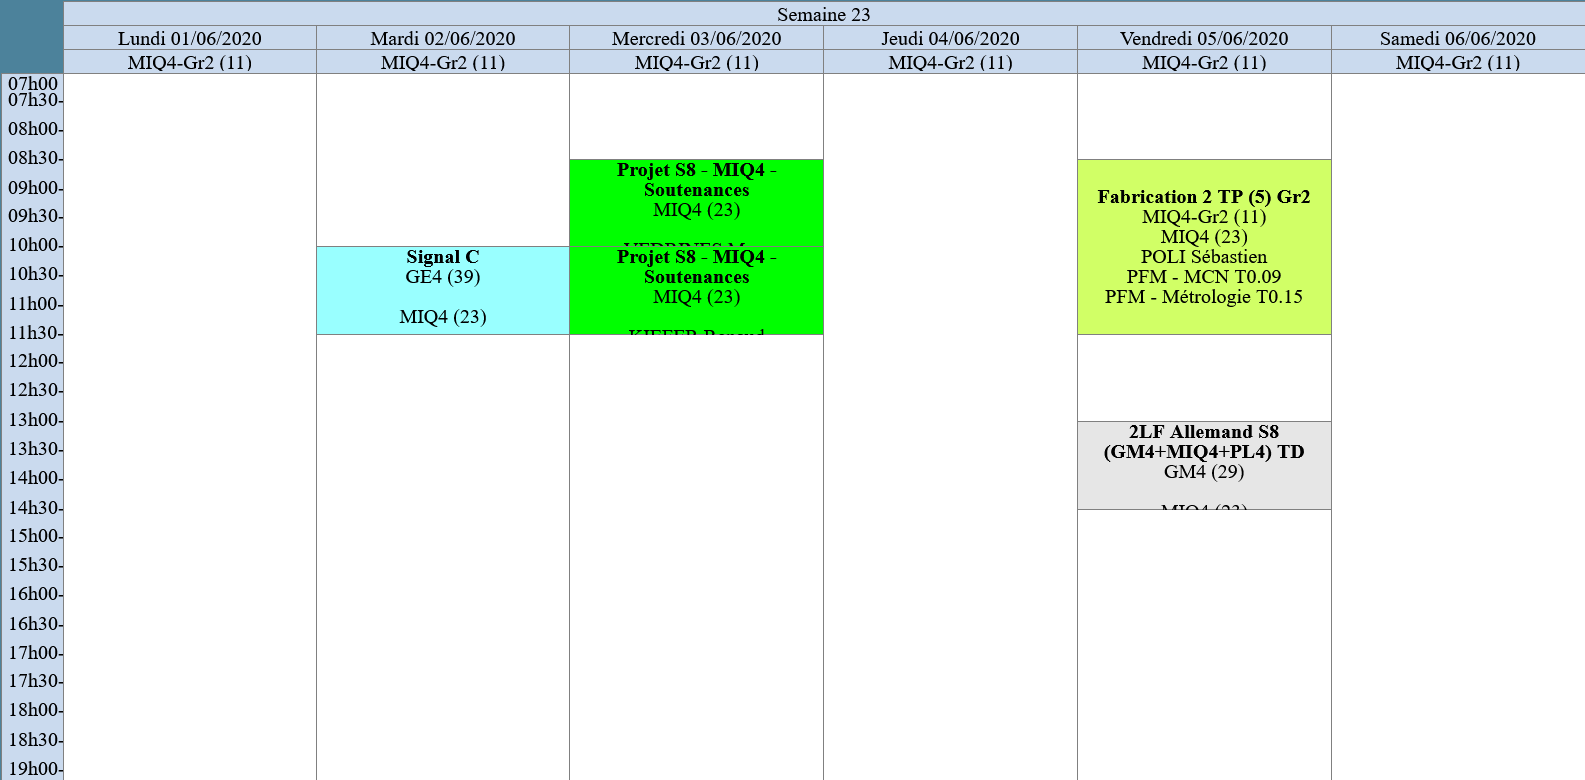 Semaine 23
Lundi 01/06/2020
Mardi 02/06/2020
Mercredi 03/06/2020
Jeudi 04/06/2020
Vendredi 05/06/2020
Samedi 06/06/2020
MIQ4-Gr2 (11)
MIQ4-Gr2 (11)
MIQ4-Gr2 (11)
MIQ4-Gr2 (11)
MIQ4-Gr2 (11)
MIQ4-Gr2 (11)
07h00
07h30
08h00
08h30
09h00
09h30
10h00
10h30
11h00
11h30
12h00
12h30
13h00
13h30
14h00
14h30
15h00
15h30
16h00
16h30
17h00
17h30
18h00
18h30
19h00
Signal C
GE4 (39)
MIQ4 (23)
Projet S8 - MIQ4 -
Soutenances
MIQ4 (23)
Projet S8 - MIQ4 -
Soutenances
MIQ4 (23)
KIEFER Renaud
Fabrication 2 TP (5) Gr2
MIQ4-Gr2 (11)
MIQ4 (23)
POLI Sébastien
PFM - MCN T0.09
PFM - Métrologie T0.15
2LF Allemand S8
(GM4+MIQ4+PL4) TD
GM4 (29)
MIQ4 (23)